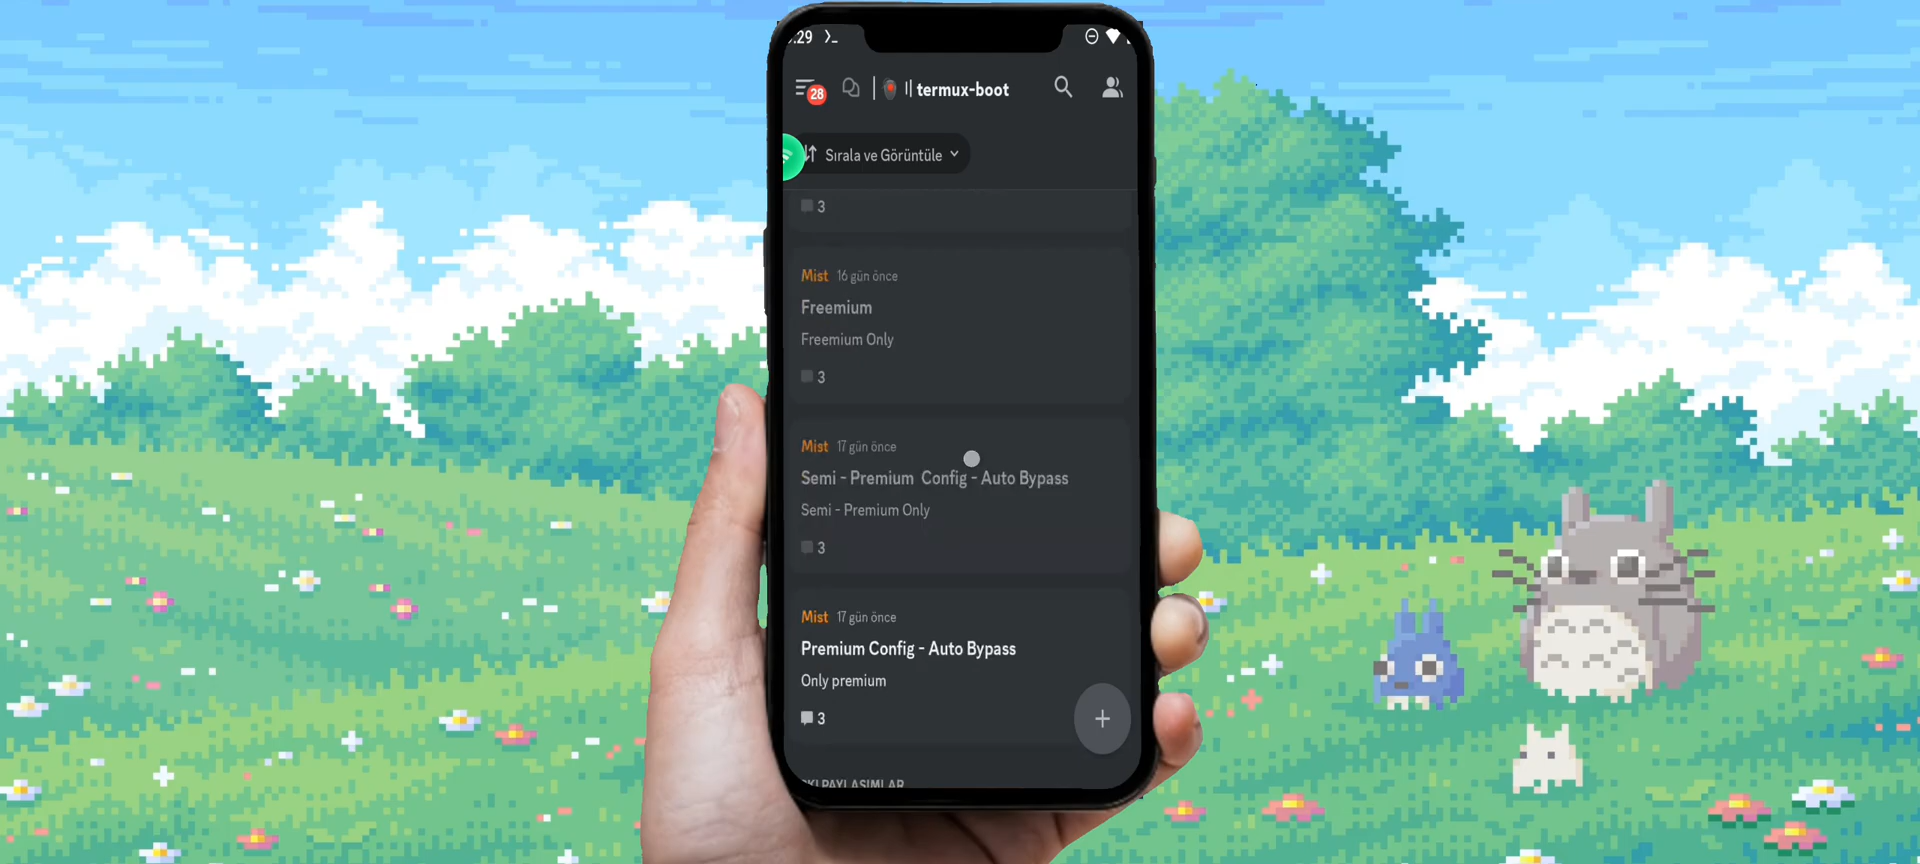 :29
28
|| termux-boot
Sırala ve Görüntüle
3
Mist 16 gün önce
Freemium
Freemium Only
3
Mist 17 gün önce
Semi - Premium Config - Auto Bypass
Semi - Premium Only
3
Mist 17 gün önce
Premium Config - Auto Bypass
Only premium
3
PAYLAŞIMLAR